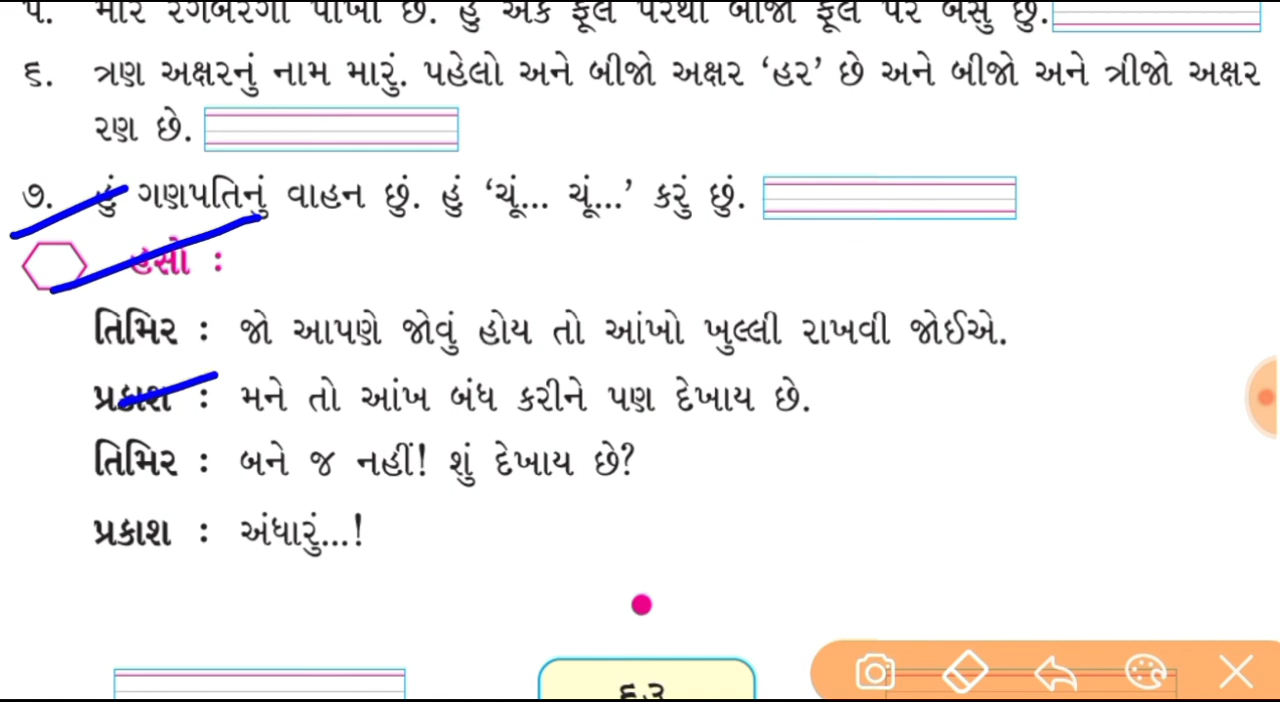 ૫. મારે રંગબેરંગી પાંખો છે. હું એક ફૂલ પરથી બીજા ફૂલ પર બેસું છું.
૬. ત્રણ અક્ષરનું નામ મારું. પહેલો અને બીજો અક્ષર ‘હર’ છે અને બીજો અને ત્રીજો અક્ષર
રણ છે.
૭. હું ગણપતિનું વાહન છું. હું ‘ચૂં... ચૂં...’ કરું છું.
હસો :
તિમિર : જો આપણે જોવું હોય તો આંખો ખુલ્લી રાખવી જોઈએ.
પ્રકાશ : મને તો આંખ બંધ કરીને પણ દેખાય છે.
તિમિર : બને જ નહીં! શું દેખાય છે?
પ્રકાશ : અંધારું...!
૬૩